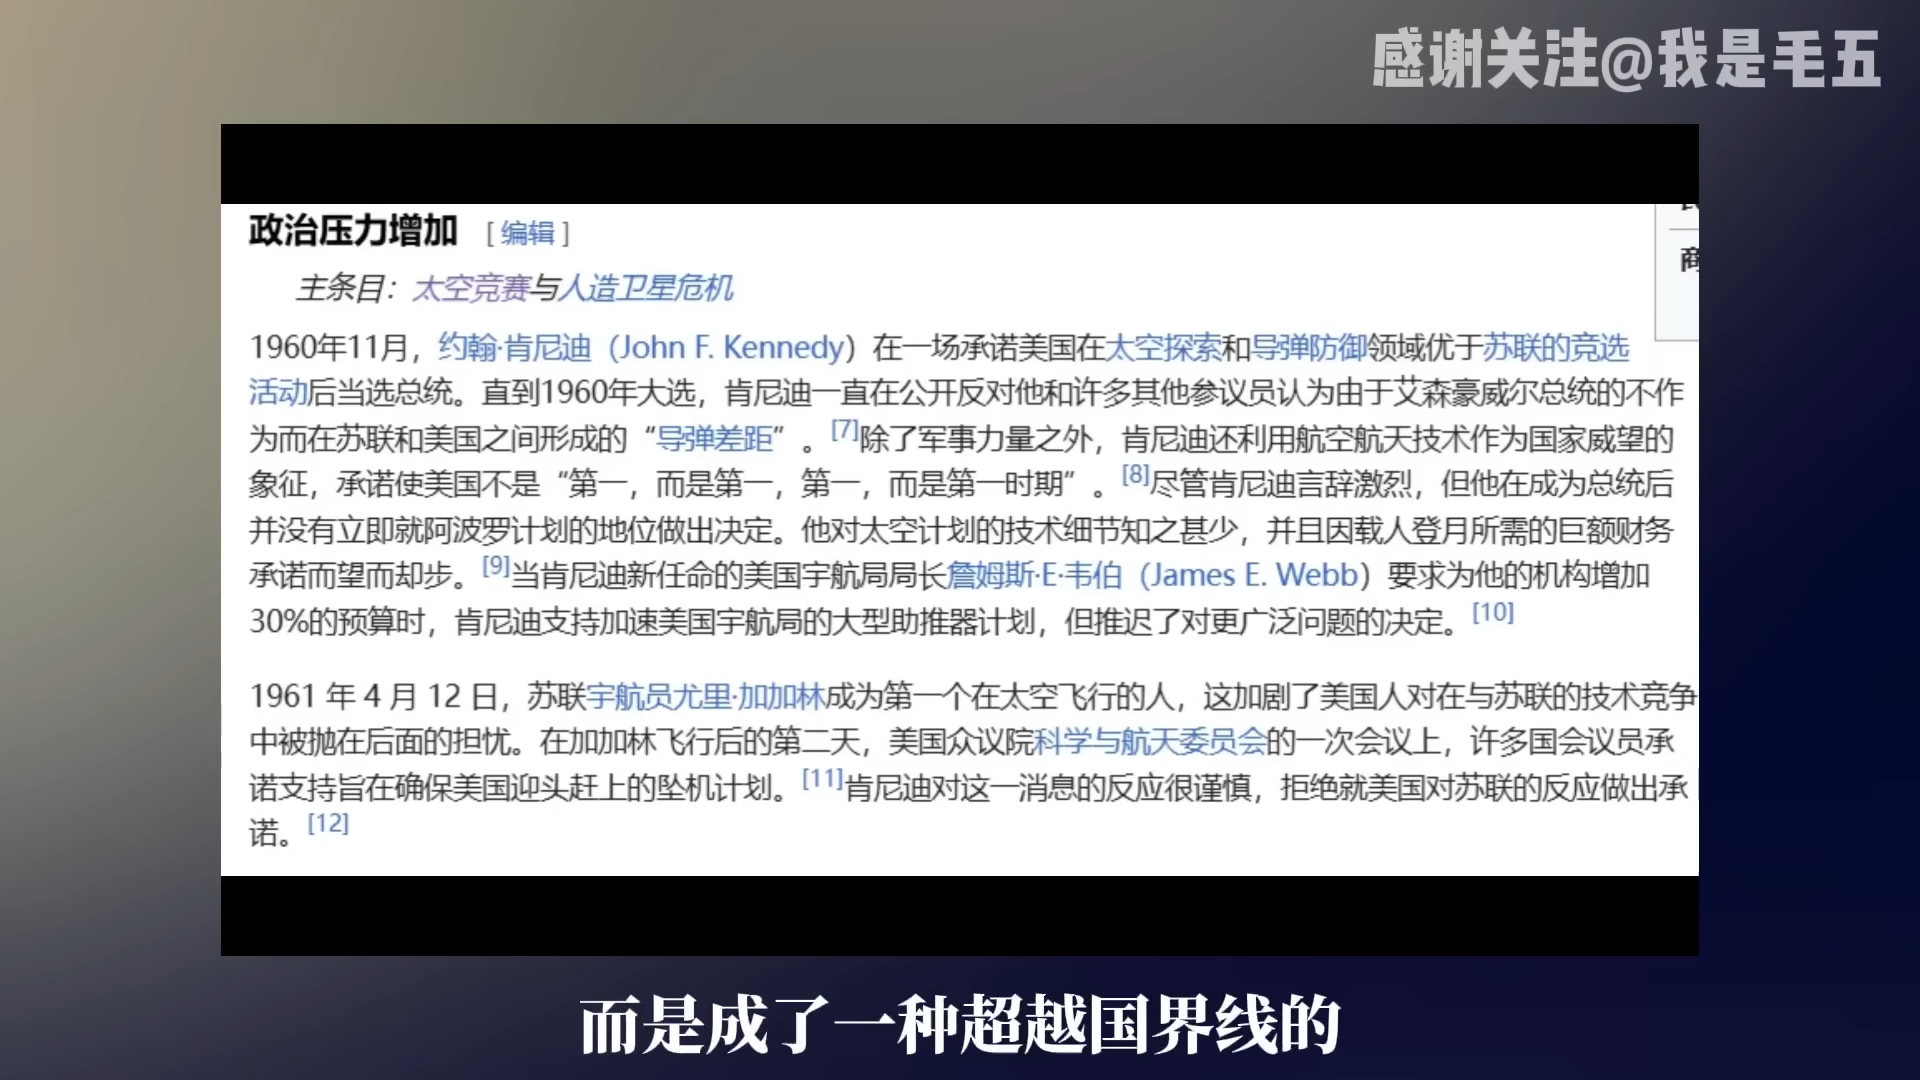 感谢关注@我是毛五
政治压力增加 [编辑]
商
主条目：太空竞赛与人造卫星危机
1960年11月，约翰·肯尼迪（John F. Kennedy）在一场承诺美国在太空探索和导弹防御领域优于苏联的竞选
活动后当选总统。直到1960年大选，肯尼迪一直在公开反对他和许多其他参议员认为由于艾森豪威尔总统的不作
为而在苏联和美国之间形成的“导弹差距”。[7]除了军事力量之外，肯尼迪还利用航空航天技术作为国家威望的
象征，承诺使美国不是“第一，而是第一，第一，而是第一时期”。[8]尽管肯尼迪言辞激烈，但他在成为总统后
并没有立即就阿波罗计划的地位做出决定。他对太空计划的技术细节知之甚少，并且因载人登月所需的巨额财务
承诺而望而却步。[9]当肯尼迪新任命的美国宇航局局长詹姆斯·E·韦伯（James E. Webb）要求为他的机构增加
30%的预算时，肯尼迪支持加速美国宇航局的大型助推器计划，但推迟了对更广泛问题的决定。[10]
1961 年 4 月 12 日，苏联宇航员尤里·加加林成为第一个在太空飞行的人，这加剧了美国人对在与苏联的技术竞争
中被抛在后面的担忧。在加加林飞行后的第二天，美国众议院科学与航天委员会的一次会议上，许多国会议员承
诺支持旨在确保美国迎头赶上的坠机计划。[11]肯尼迪对这一消息的反应很谨慎，拒绝就美国对苏联的反应做出承
诺。[12]
而是成了一种超越国界线的